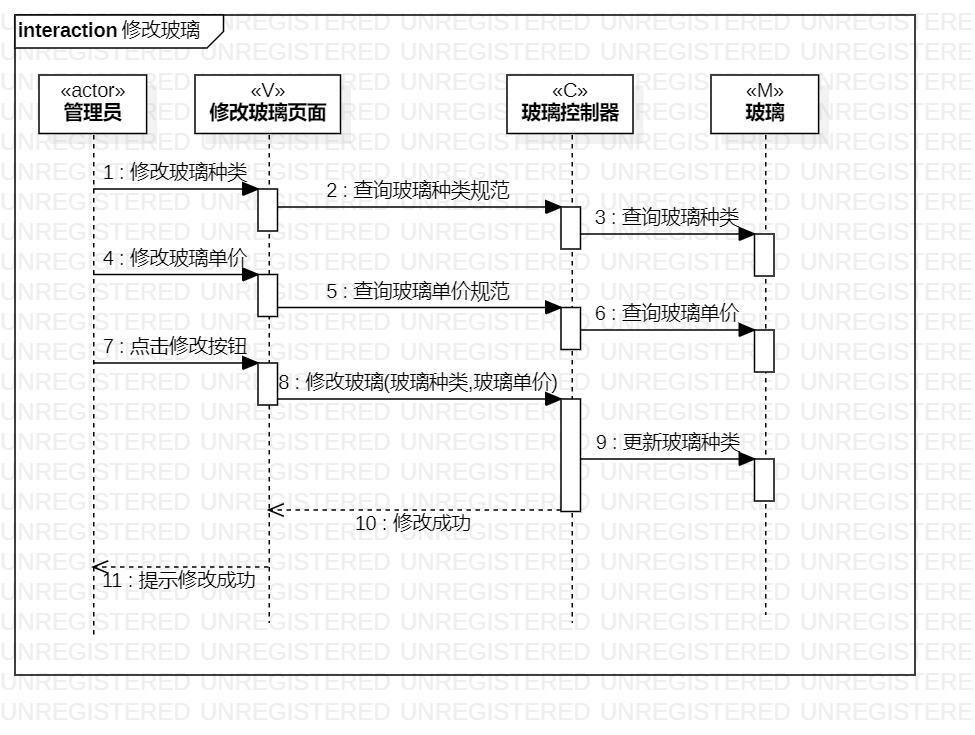 interaction 修改玻璃
«actor»
管理员
«V»
修改玻璃页面
«C»
玻璃控制器
«M»
玻璃
1 : 修改玻璃种类
2 : 查询玻璃种类规范
3 : 查询玻璃种类
4 : 修改玻璃单价
5 : 查询玻璃单价规范
6 : 查询玻璃单价
7 : 点击修改按钮
8 : 修改玻璃(玻璃种类,玻璃单价)
9 : 更新玻璃种类
10 : 修改成功
11 : 提示修改成功
UNREGISTERED